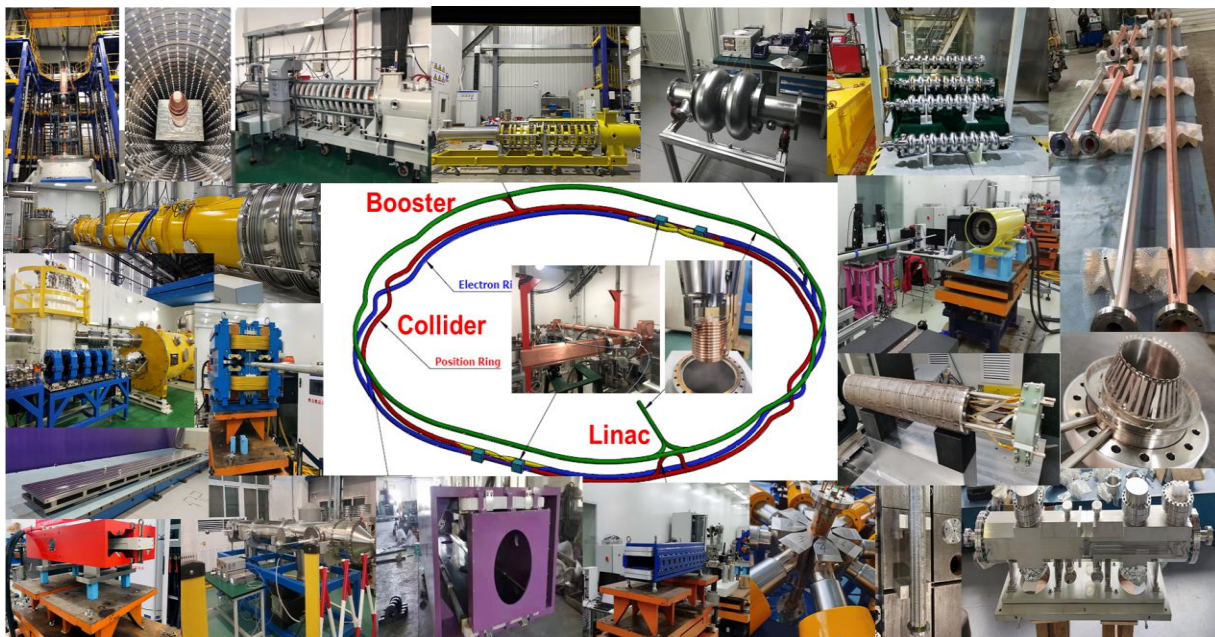 Booster
Electron Ri
Collider
Position Ring
Linac